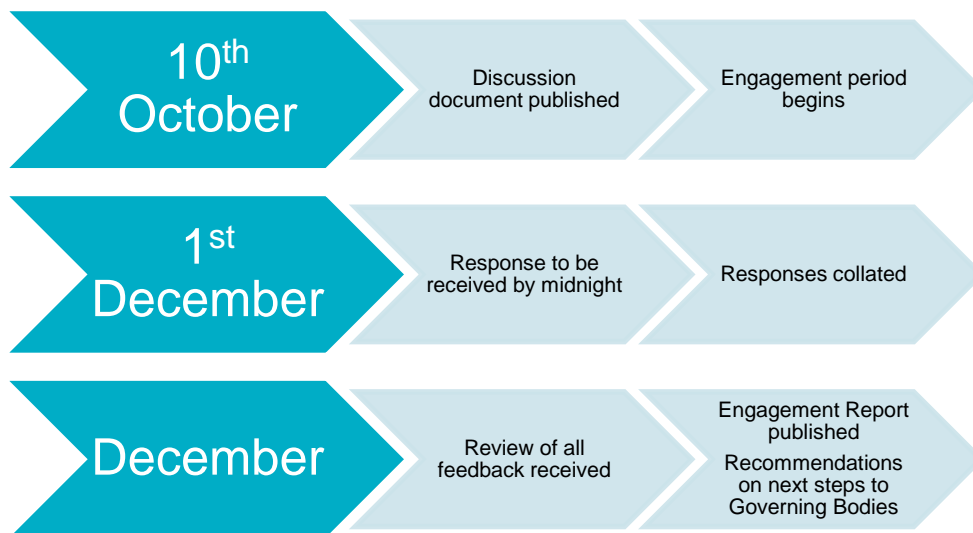 10th
October
Discussion
document published
Engagement period
begins
1st
December
Response to be
received by midnight
Responses collated
December
Review of all
feedback received
Engagement Report
published
Recommendations
on next steps to
Governing Bodies